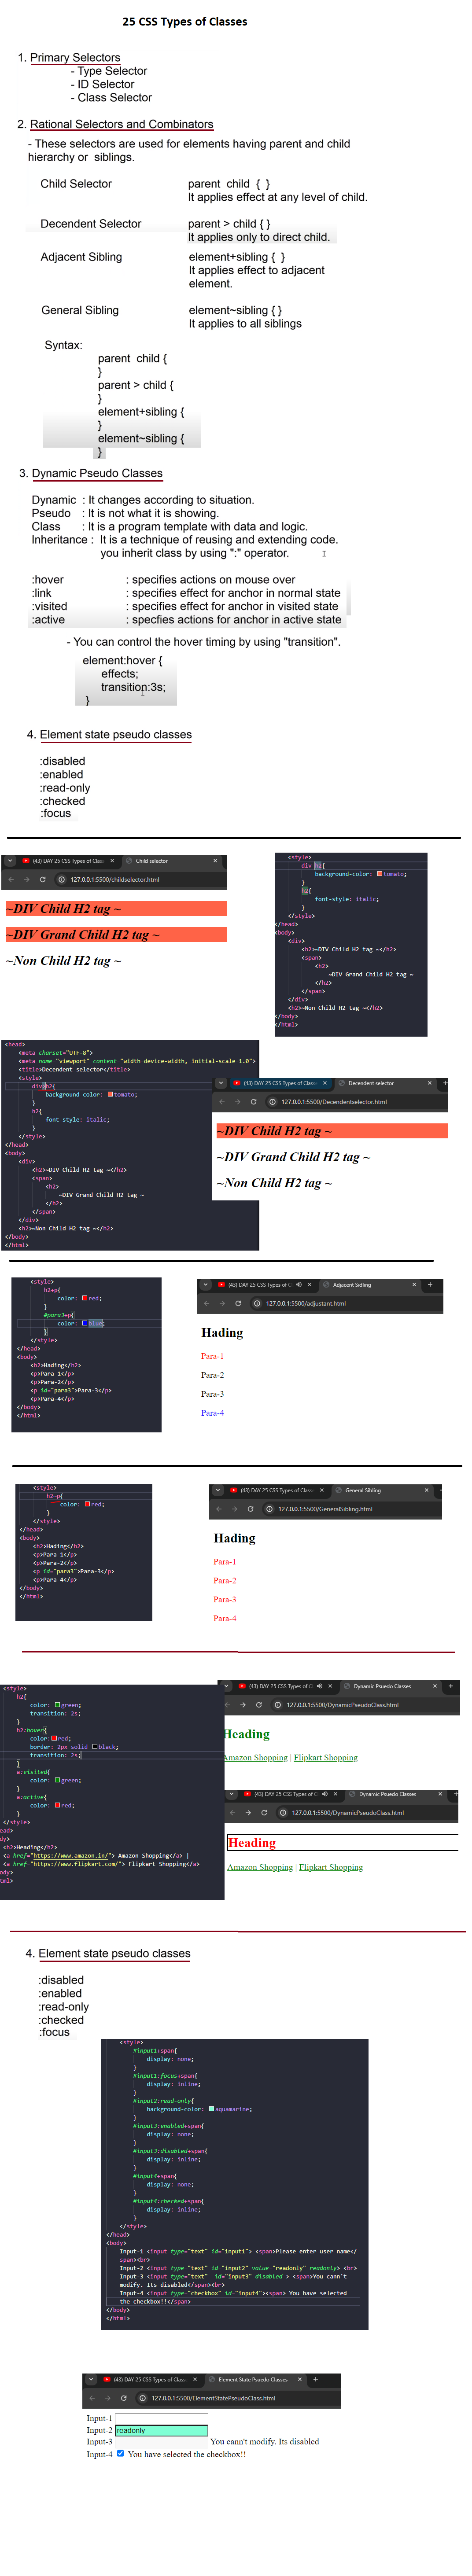 25 CSS Types of Classes
1. Primary Selectors
- Type Selector
- ID Selector
- Class Selector
2. Rational Selectors and Combinators
- These selectors are used for elements having parent and child
hierarchy or siblings.
Child Selector parent child { }
It applies effect at any level of child.
Decendent Selector parent > child { }
It applies only to direct child.
Adjacent Sibling element+sibling { }
It applies effect to adjacent
element.
General Sibling element~sibling { }
It applies to all siblings
Syntax:
parent child {
}
parent > child {
}
element+sibling {
}
element~sibling {
}
3. Dynamic Pseudo Classes
Dynamic : It changes according to situation.
Pseudo : It is not what it is showing.
Class : It is a program template with data and logic.
Inheritance : It is a technique of reusing and extending code.
you inherit class by using ":" operator.
:hover : specifies actions on mouse over
:link : specifies effect for anchor in normal state
:visited : specifies effect for anchor in visited state
:active : specfies actions for anchor in active state
- You can control the hover timing by using "transition".
element:hover {
effects;
transition:3s;
}
4. Element state pseudo classes
:disabled
:enabled
:read-only
:checked
:focus
(43) DAY 25 CSS Types of Clas Child selector
127.0.0.1:5500/childselector.html
~DIV Child H2 tag ~
~DIV Grand Child H2 tag ~
~Non Child H2 tag ~
<style>
div h2{
background-color: tomato;
}
h2{
font-style: italic;
}
</style>
</head>
<body>
<div>
<h2>~DIV Child H2 tag ~</h2>
<span>
<h2>
~DIV Grand Child H2 tag ~
</h2>
</span>
</div>
<h2>~Non Child H2 tag ~</h2>
</body>
</html>
<head>
<meta charset="UTF-8">
<meta name="viewport" content="width=device-width, initial-scale=1.0">
<title>Decendent selector</title>
<style>
div>h2{
background-color: tomato;
}
h2{
font-style: italic;
}
</style>
</head>
<body>
<div>
<h2>~DIV Child H2 tag ~</h2>
<span>
<h2>
~DIV Grand Child H2 tag ~
</h2>
</span>
</div>
<h2>~Non Child H2 tag ~</h2>
</body>
</html>
(43) DAY 25 CSS Types of Classe Decendent selector
127.0.0.1:5500/Decendentselector.html
~DIV Child H2 tag ~
~DIV Grand Child H2 tag ~
~Non Child H2 tag ~
<style>
h2+p{
color: red;
}
#para3+p{
color: blue;
}
</style>
</head>
<body>
<h2>Hading</h2>
<p>Para-1</p>
<p>Para-2</p>
<p id="para3">Para-3</p>
<p>Para-4</p>
</body>
</html>
(43) DAY 25 CSS Types of C Adjacent Sidling
127.0.0.1:5500/adjustant.html
Hading
Para-1
Para-2
Para-3
Para-4
<style>
h2~p{
color: red;
}
</style>
</head>
<body>
<h2>Hading</h2>
<p>Para-1</p>
<p>Para-2</p>
<p id="para3">Para-3</p>
<p>Para-4</p>
</body>
</html>
(43) DAY 25 CSS Types of Classe General Sibling
127.0.0.1:5500/GeneralSibling.html
Hading
Para-1
Para-2
Para-3
Para-4
<style>
h2{
color: green;
transition: 2s;
}
h2:hover{
color: red;
border: 2px solid black;
transition: 2s;
}
a:visited{
color: green;
}
a:active{
color: red;
}
</style>
ead>
dy>
<h2>Heading</h2>
<a href="https://www.amazon.in/"> Amazon Shopping</a> |
<a href="https://www.flipkart.com/"> Flipkart Shopping</a>
ody>
tml>
(43) DAY 25 CSS Types of C Dynamic Psuedo Classes
127.0.0.1:5500/DynamicPseudoClass.html
Heading
Amazon Shopping | Flipkart Shopping
(43) DAY 25 CSS Types of C Dynamic Psuedo Classes
127.0.0.1:5500/DynamicPseudoClass.html
Heading
Amazon Shopping | Flipkart Shopping
4. Element state pseudo classes
:disabled
:enabled
:read-only
:checked
:focus
<style>
#input1+span{
display: none;
}
#input1:focus+span{
display: inline;
}
#input2:read-only{
background-color: aquamarine;
}
#input3:enabled+span{
display: none;
}
#input3:disabled+span{
display: inline;
}
#input4+span{
display: none;
}
#input4:checked+span{
display: inline;
}
</style>
</head>
<body>
Input-1 <input type="text" id="input1"> <span>Please enter user name</
span><br>
Input-2 <input type="text" id="input2" value="readonly" readonly> <br>
Input-3 <input type="text" id="input3" disabled > <span>You cann't
modify. Its disabled</span><br>
Input-4 <input type="checkbox" id="input4"><span> You have selected
the checkbox!!</span>
</body>
</html>
(43) DAY 25 CSS Types of Classe Element State Psuedo Classes
127.0.0.1:5500/ElementStatePseudoClass.html
Input-1
Input-2 readonly
Input-3 You cann't modify. Its disabled
Input-4 You have selected the checkbox!!